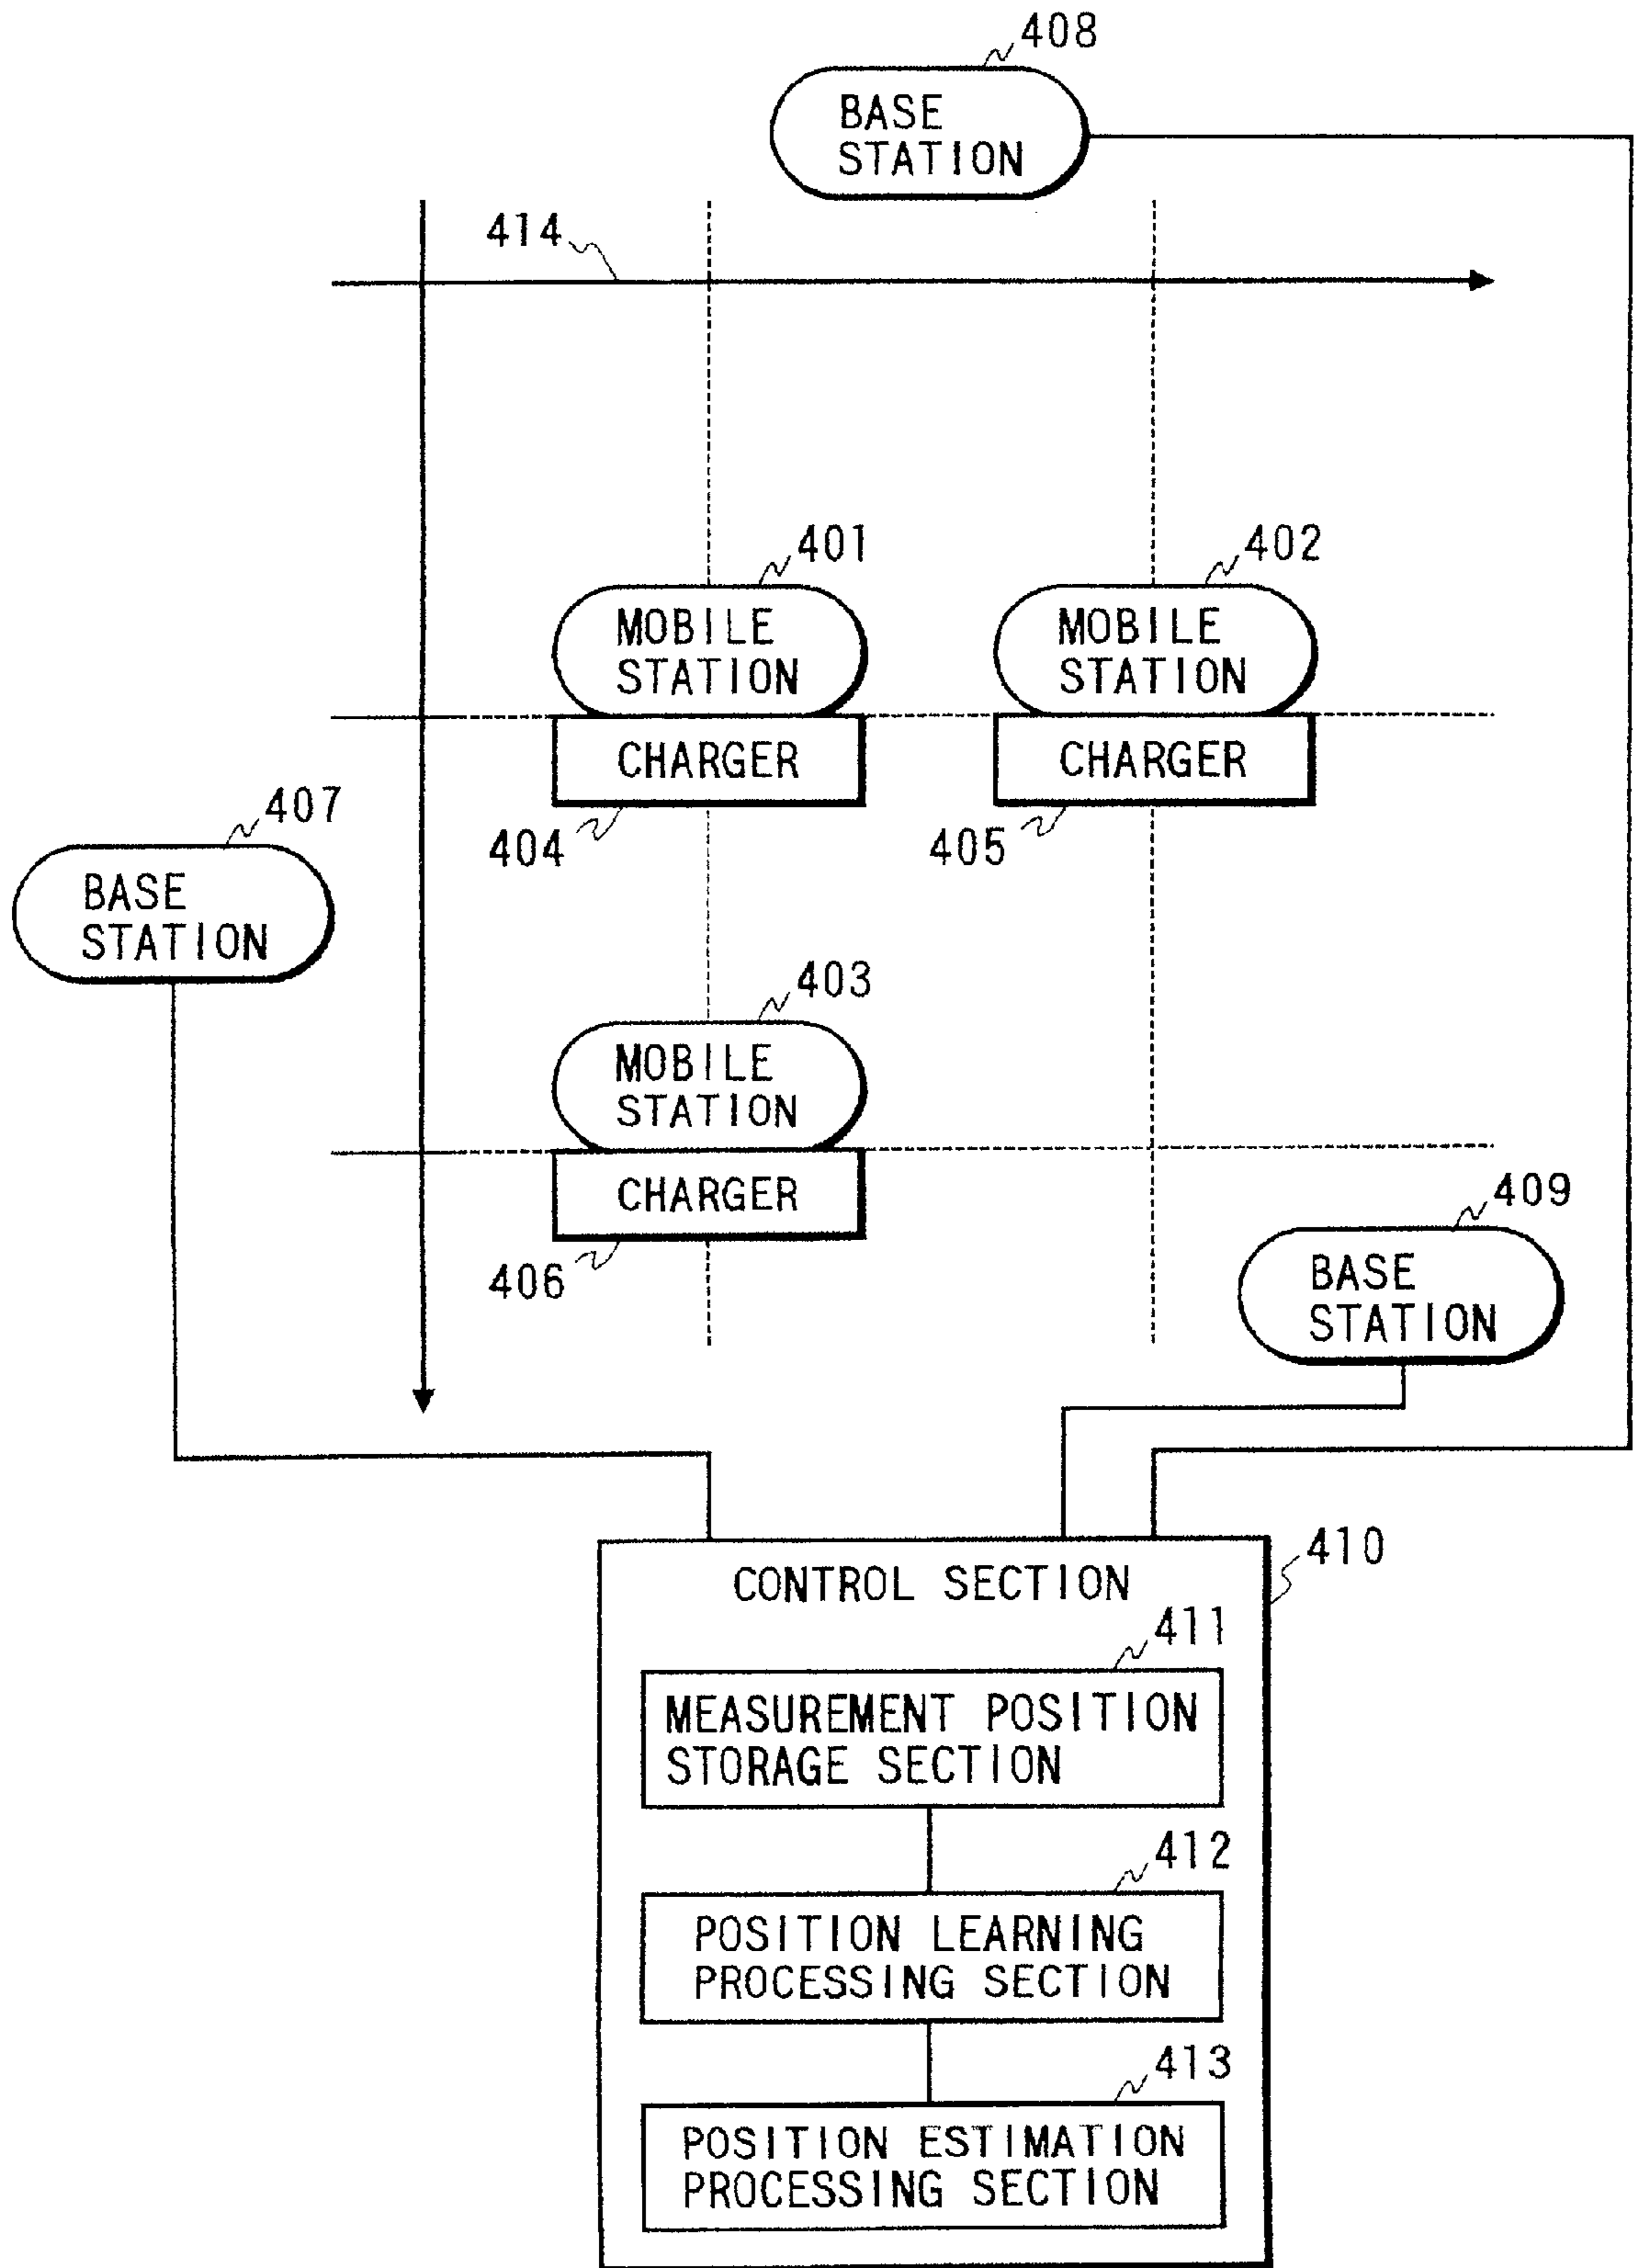 408
BASE
STATION
414
401
402
MOBILE
STATION
MOBILE
STATION
CHARGER
CHARGER
407
404
405
BASE
STATION
403
MOBILE
STATION
CHARGER
409
406
BASE
STATION
410
CONTROL SECTION
411
MEASUREMENT POSITION
STORAGE SECTION
412
POSITION LEARNING
PROCESSING SECTION
413
POSITION ESTIMATION
PROCESSING SECTION